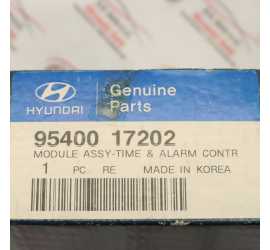 HYUNDAI
Genuine
Parts
95400 17202
MODULE ASSY-TIME & ALARM CONTR
1 PC RE MADE IN KOREA